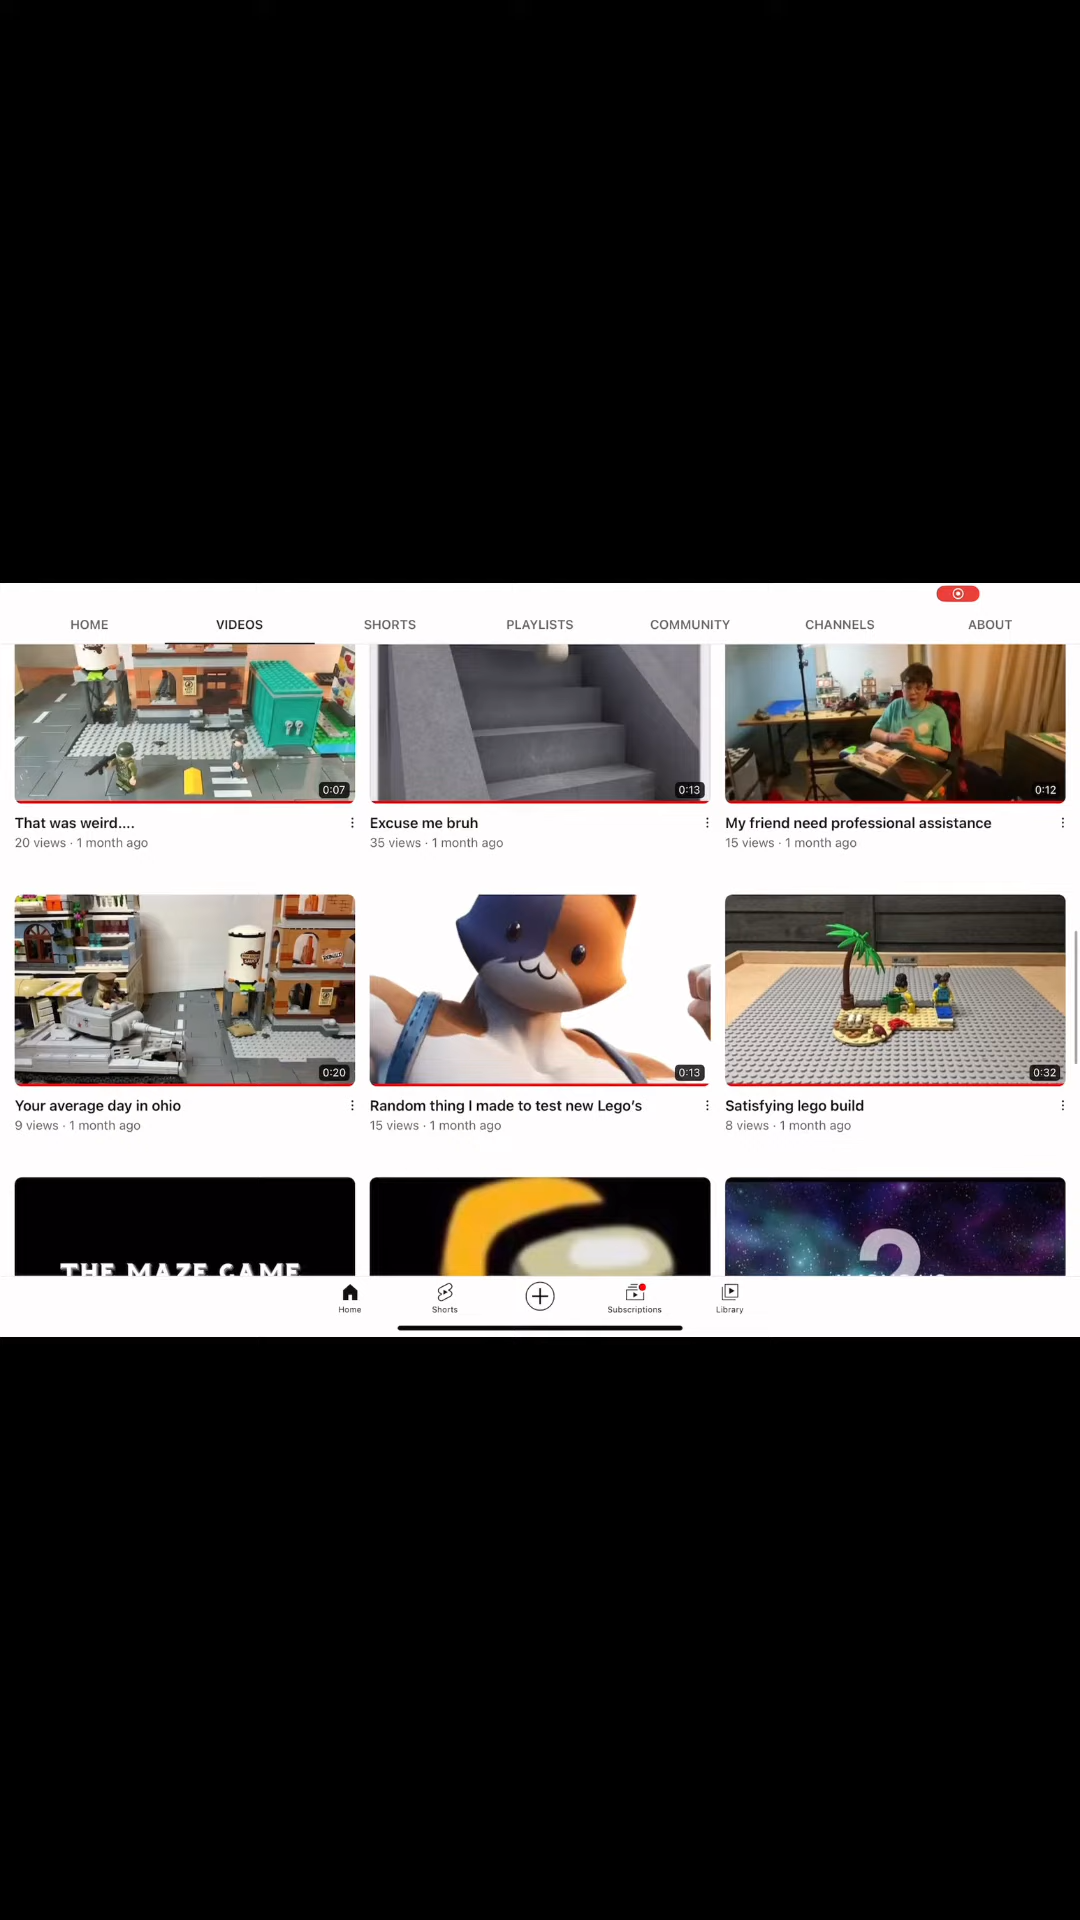 HOME VIDEOS SHORTS PLAYLISTS COMMUNITY CHANNELS ABOUT
0:07 0:13 0:12
That was weird.... Excuse me bruh My friend need professional assistance
20 views · 1 month ago 35 views · 1 month ago 15 views · 1 month ago
0:20 0:13 0:32
Your average day in ohio Random thing I made to test new Lego’s Satisfying lego build
9 views · 1 month ago 15 views · 1 month ago 8 views · 1 month ago
THE MAZE GAME 2
Home Shorts Subscriptions Library